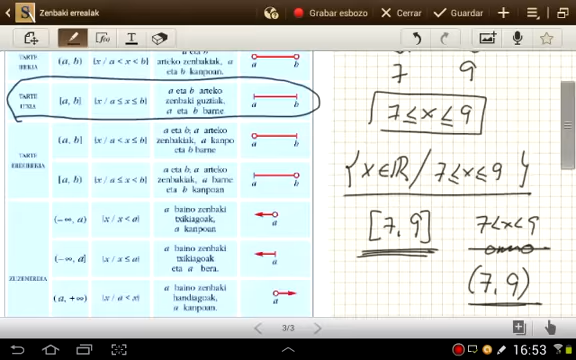 Zenbaki errealak
Grabar esbozo
Cerrar
Guardar
TARTE IREKIA
(a, b)
{x / a < x < b}
a eta b
arteko zenbakiak, a
eta b kanpoan.
a b
TARTE
ITXIA
[a, b]
{x / a ≤ x ≤ b}
a eta b arteko
zenbaki guztiak,
a eta b barne
a b
TARTE
ERDIIREKIA
(a, b]
{x / a < x ≤ b}
a eta b, a arteko
zenbakiak, a kanpo
eta b barne
a b
[a, b)
{x / a ≤ x < b}
a eta b, a arteko
zenbakiak, a barne
eta b kanpoan
a b
ZUZENERDIA
(−∞, a)
{x / x < a}
a baino zenbaki
txikiagoak,
a kanpoan
a
(−∞, a]
{x / x ≤ a}
a baino zenbaki
txikiagoak
eta a bera.
a
(a, +∞)
{x / a < x}
a baino zenbaki
handiagoak,
a kanpoan.
a
7 9
7 ≤ x ≤ 9
{x ∈ ℝ / 7 ≤ x ≤ 9}
[7, 9]
7 < x < 9
(7, 9)
3/3
16:53